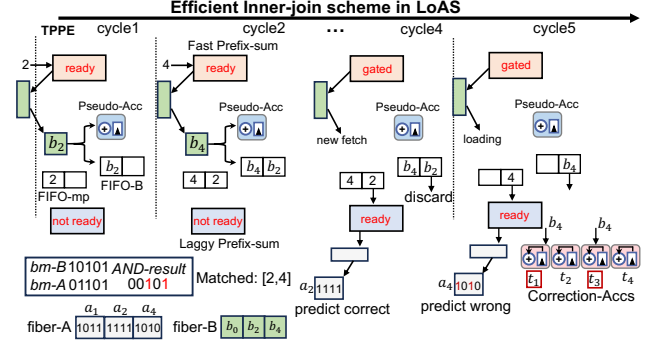 Efficient Inner-join scheme in LoAS
TPPE cycle1 cycle2 ... cycle4 cycle5
Fast Prefix-sum
2 ready 4 ready gated gated
Pseudo-Acc Pseudo-Acc Pseudo-Acc Pseudo-Acc
b2 b4 new fetch loading
b2 b4 b2 b4 b2 b4
FIFO-B discard
2 4 2 4 2 4
FIFO-mp
not ready not ready ready ready b4 b4
Laggy Prefix-sum
bm-B 10101 AND-result
bm-A 01101 00101
Matched: [2,4]
a2 1111 a4 1010 t1 t2 t3 t4
predict correct predict wrong Correction-Accs
a1 a2 a4
fiber-A 1011 1111 1010 fiber-B b0 b2 b4